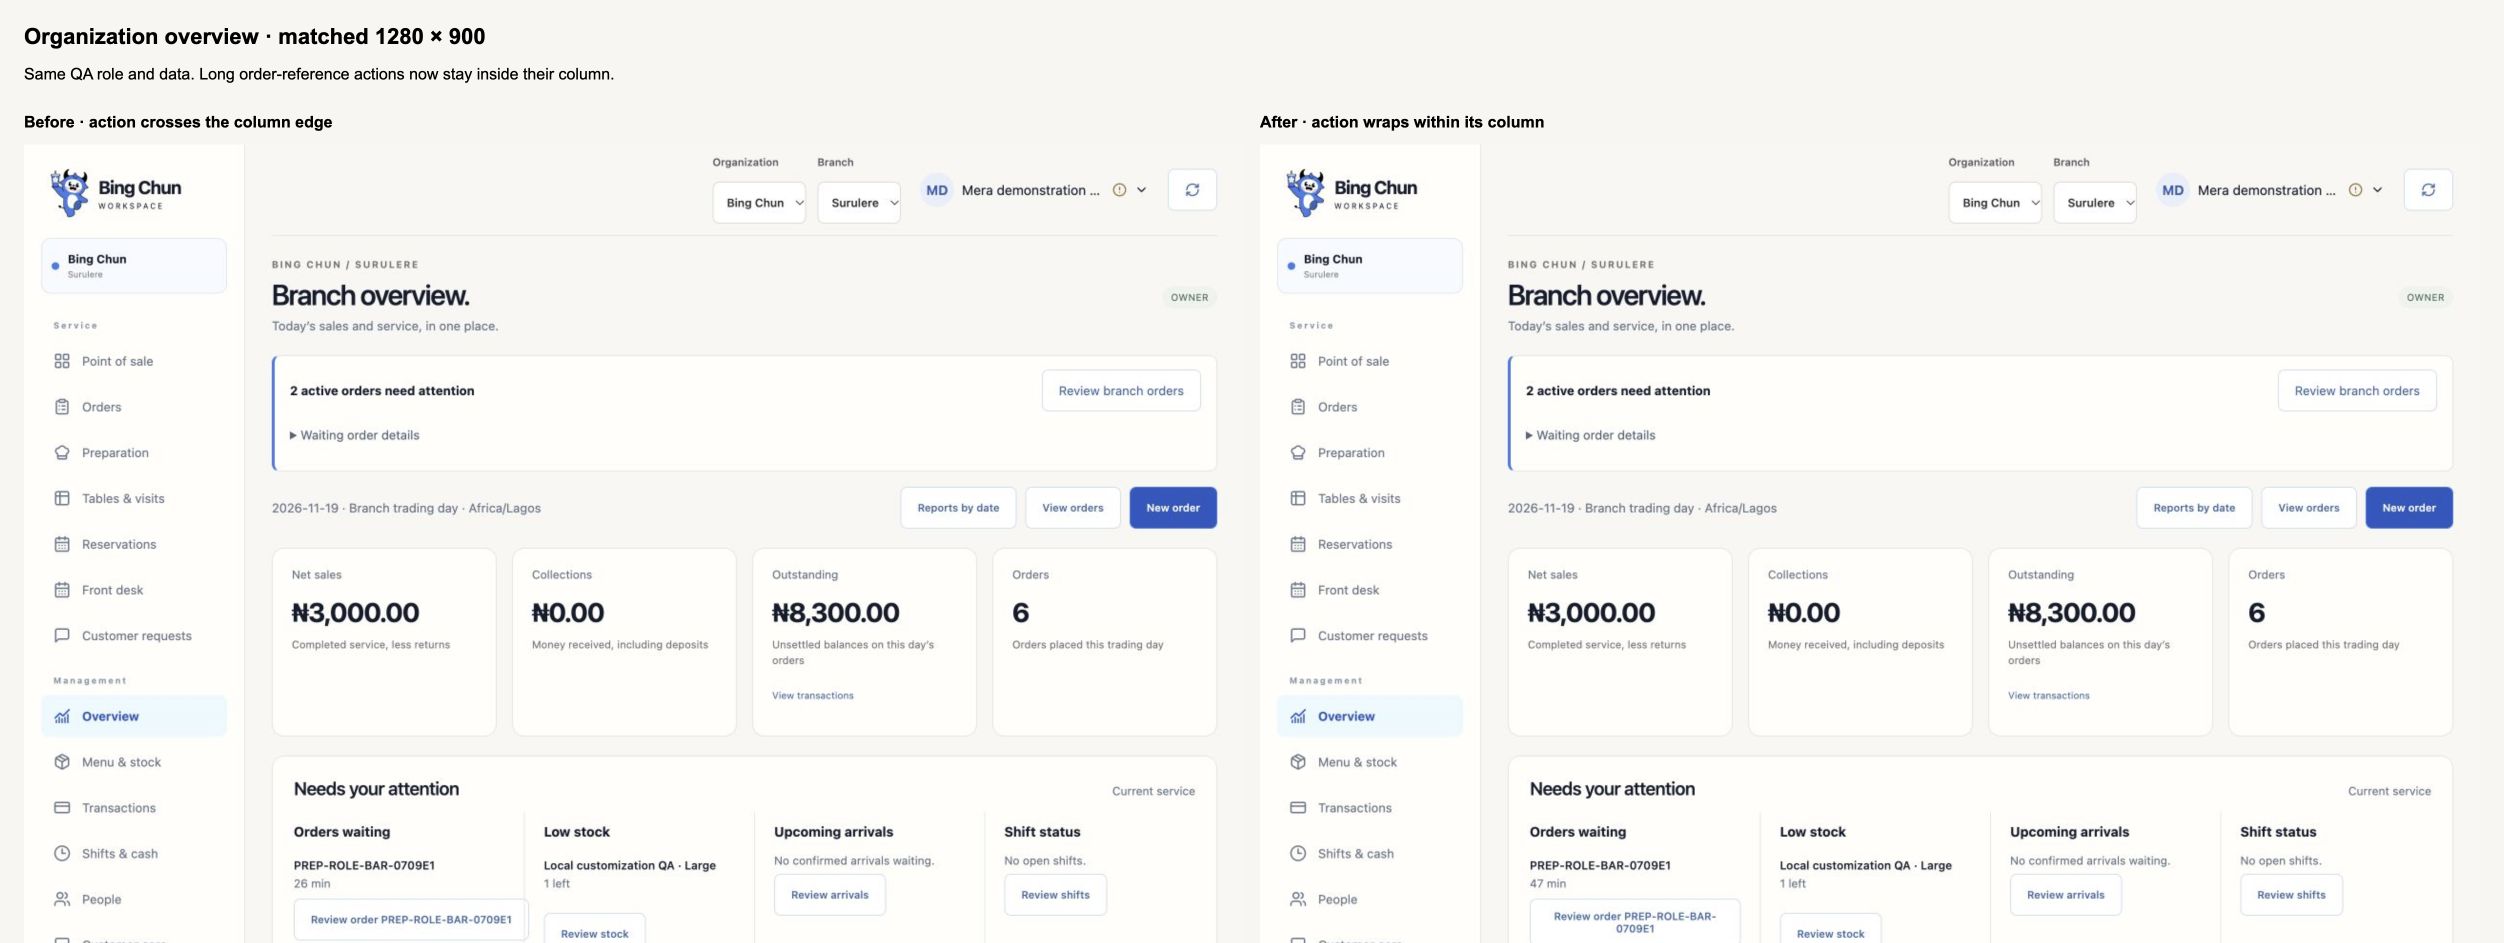 Organization overview · matched 1280 × 900
Same QA role and data. Long order-reference actions now stay inside their column.
Before · action crosses the column edge
Bing Chun
WORKSPACE
Bing Chun
Surulere
Service
Point of sale
Orders
Preparation
Tables & visits
Reservations
Front desk
Customer requests
Management
Overview
Menu & stock
Transactions
Shifts & cash
People
Organization
Branch
Bing Chun
Surulere
MD
Mera demonstration ...
BING CHUN / SURULERE
Branch overview.
OWNER
Today's sales and service, in one place.
2 active orders need attention
Review branch orders
Waiting order details
2026-11-19 · Branch trading day · Africa/Lagos
Reports by date
View orders
New order
Net sales
₦3,000.00
Completed service, less returns
Collections
₦0.00
Money received, including deposits
Outstanding
₦8,300.00
Unsettled balances on this day's
orders
View transactions
Orders
6
Orders placed this trading day
Needs your attention
Current service
Orders waiting
PREP-ROLE-BAR-0709E1
26 min
Review order PREP-ROLE-BAR-0709E1
Low stock
Local customization QA · Large
1 left
Review stock
Upcoming arrivals
No confirmed arrivals waiting.
Review arrivals
Shift status
No open shifts.
Review shifts
After · action wraps within its column
Bing Chun
WORKSPACE
Bing Chun
Surulere
Service
Point of sale
Orders
Preparation
Tables & visits
Reservations
Front desk
Customer requests
Management
Overview
Menu & stock
Transactions
Shifts & cash
People
Organization
Branch
Bing Chun
Surulere
MD
Mera demonstration ...
BING CHUN / SURULERE
Branch overview.
OWNER
Today's sales and service, in one place.
2 active orders need attention
Review branch orders
Waiting order details
2026-11-19 · Branch trading day · Africa/Lagos
Reports by date
View orders
New order
Net sales
₦3,000.00
Completed service, less returns
Collections
₦0.00
Money received, including deposits
Outstanding
₦8,300.00
Unsettled balances on this day's
orders
View transactions
Orders
6
Orders placed this trading day
Needs your attention
Current service
Orders waiting
PREP-ROLE-BAR-0709E1
47 min
Review order PREP-ROLE-BAR-
0709E1
Low stock
Local customization QA · Large
1 left
Review stock
Upcoming arrivals
No confirmed arrivals waiting.
Review arrivals
Shift status
No open shifts.
Review shifts